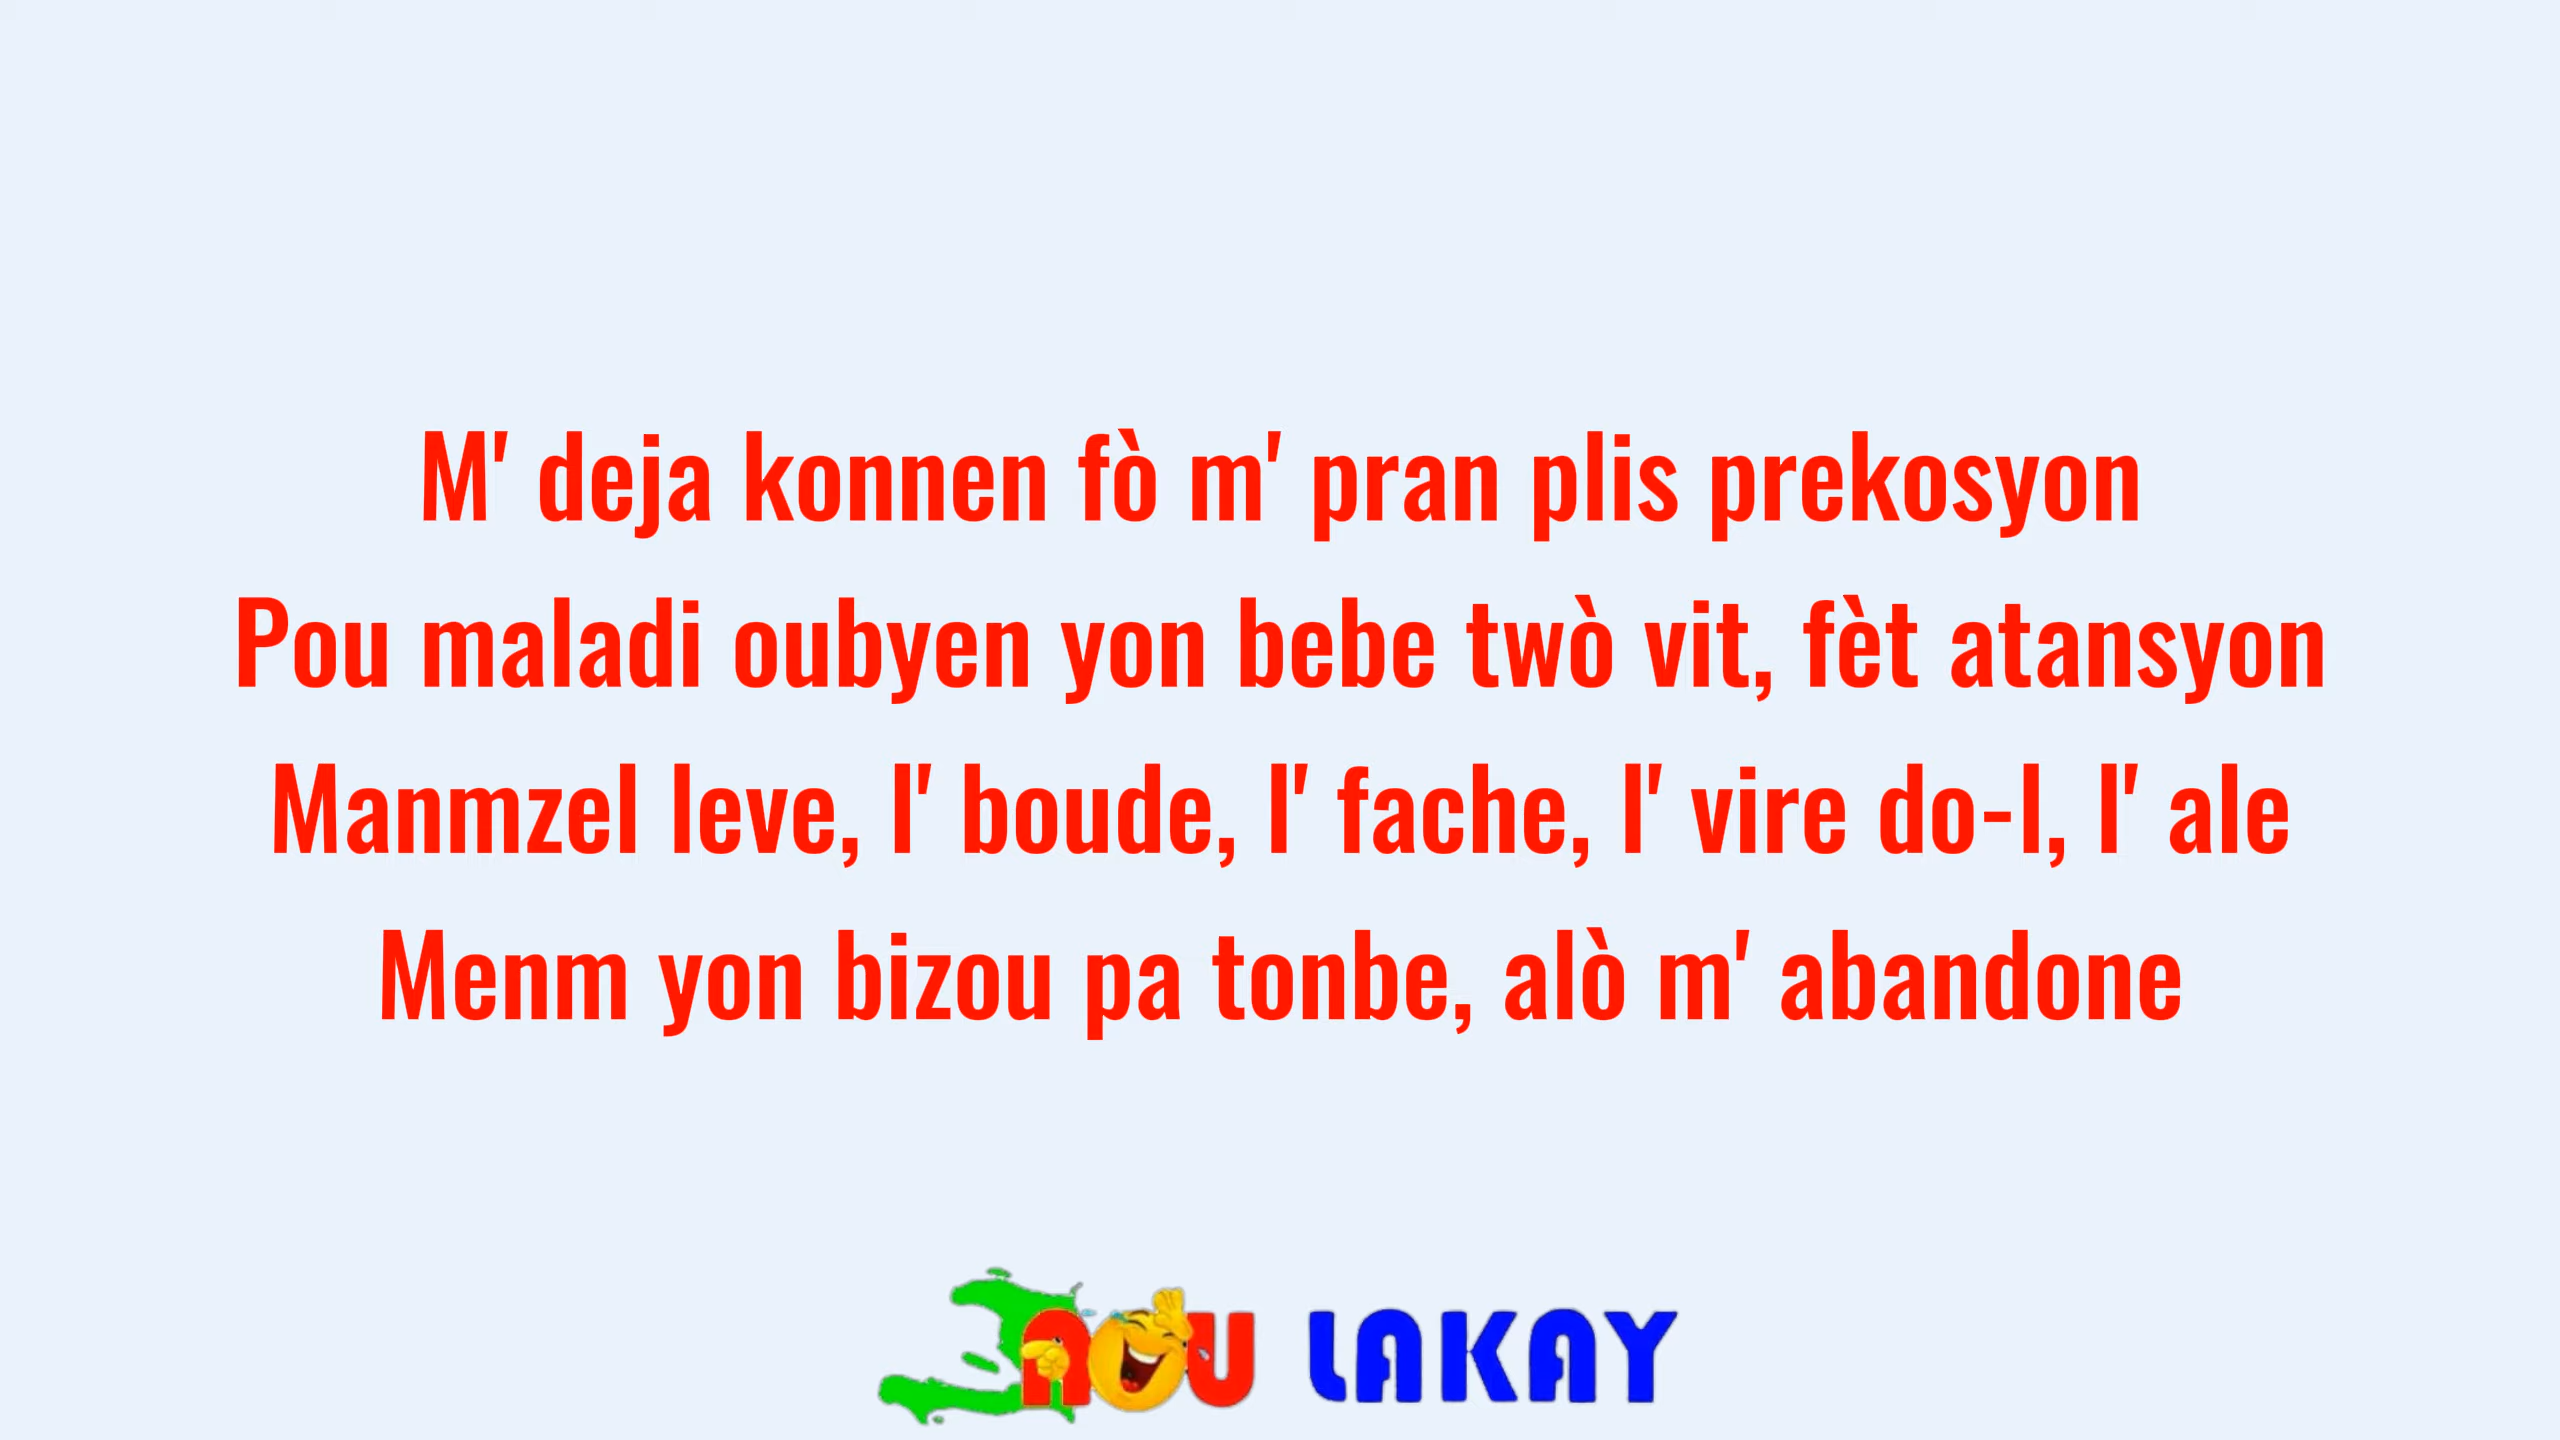 M' deja konnen fò m' pran plis prekosyon
Pou maladi oubyen yon bebe twò vit, fèt atansyon
Manmzel leve, l' boude, l' fache, l' vire do-l, l' ale
Menm yon bizou pa tonbe, alò m' abandone
NOU LAKAY